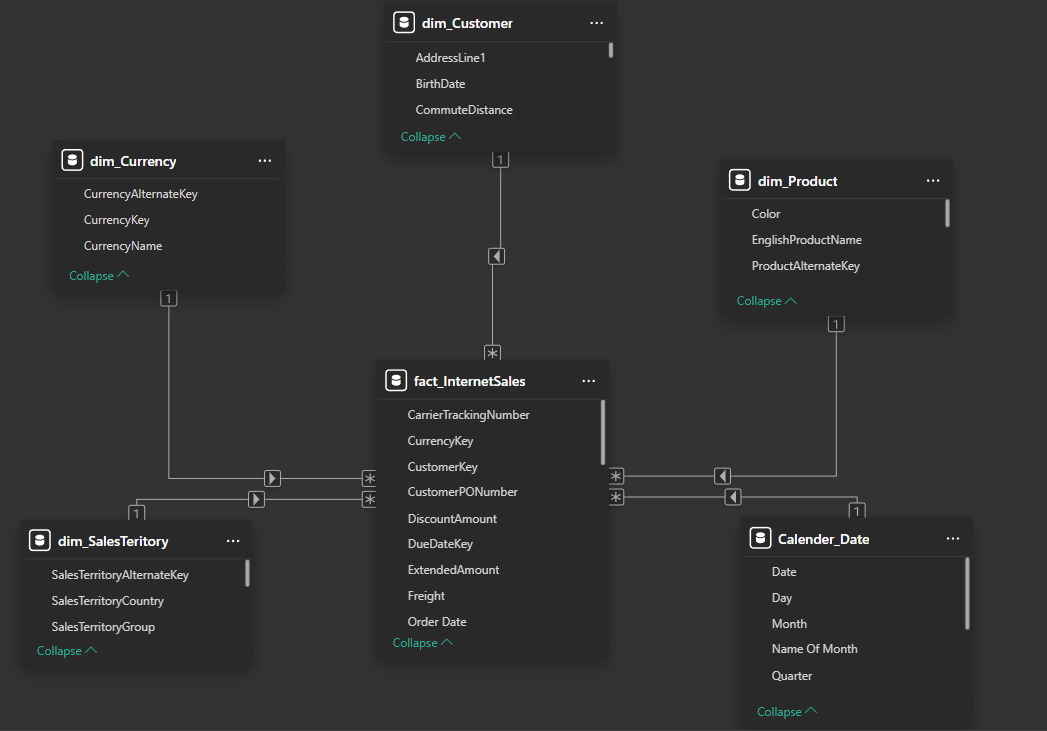 dim_Customer
AddressLine1
BirthDate
CommuteDistance
Collapse
1
dim_Currency
CurrencyAlternateKey
CurrencyKey
CurrencyName
Collapse
1
dim_Product
Color
EnglishProductName
ProductAlternateKey
Collapse
1
*
fact_InternetSales
CarrierTrackingNumber
CurrencyKey
CustomerKey
CustomerPONumber
DiscountAmount
DueDateKey
ExtendedAmount
Freight
Order Date
Collapse
*
*
*
*
1
dim_SalesTeritory
SalesTerritoryAlternateKey
SalesTerritoryCountry
SalesTerritoryGroup
Collapse
1
Calender_Date
Date
Day
Month
Name Of Month
Quarter
Collapse